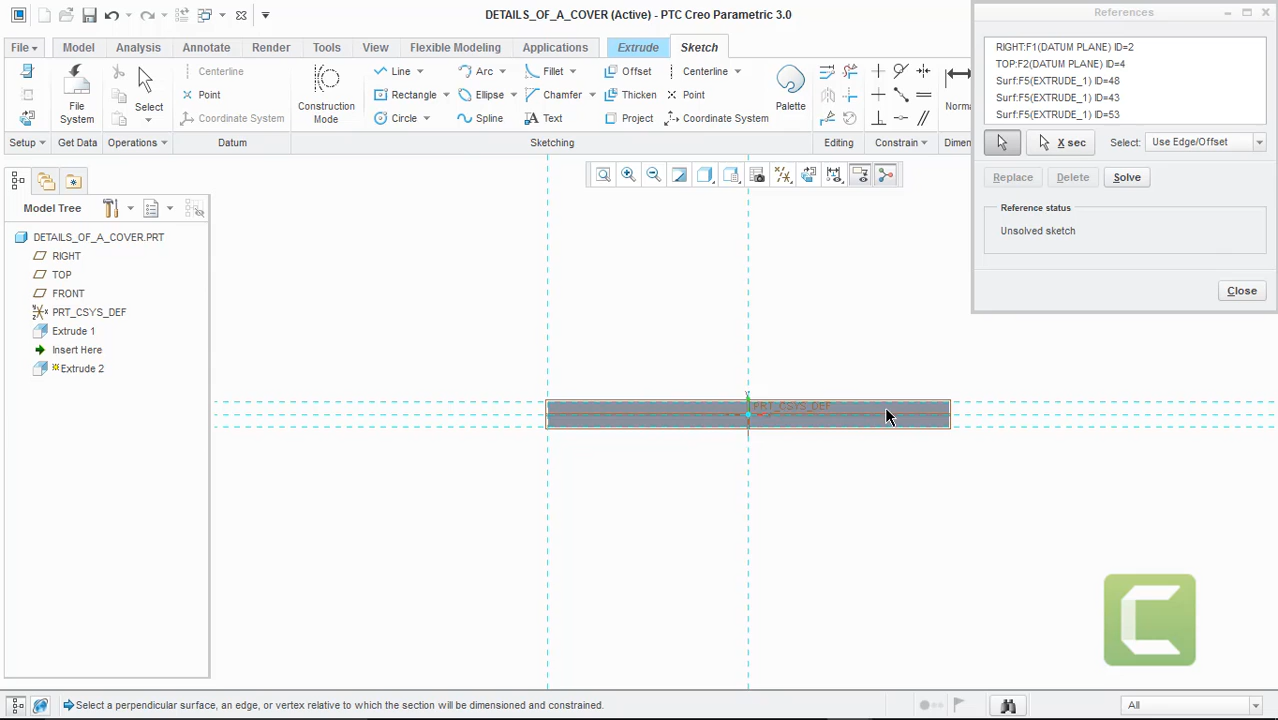 DETAILS_OF_A_COVER (Active) - PTC Creo Parametric 3.0
References
File
Model
Analysis
Annotate
Render
Tools
View
Flexible Modeling
Applications
Extrude
Sketch
File
System
Select
Centerline
Point
Coordinate System
Construction
Mode
Line
Rectangle
Circle
Arc
Ellipse
Spline
Fillet
Chamfer
Text
Offset
Thicken
Project
Centerline
Point
Coordinate System
Palette
Norma
Setup
Get Data
Operations
Datum
Sketching
Editing
Constrain
Dimen
RIGHT:F1(DATUM PLANE) ID=2
TOP:F2(DATUM PLANE) ID=4
Surf:F5(EXTRUDE_1) ID=48
Surf:F5(EXTRUDE_1) ID=43
Surf:F5(EXTRUDE_1) ID=53
X sec
Select:
Use Edge/Offset
Replace
Delete
Solve
Reference status
Unsolved sketch
Close
Model Tree
DETAILS_OF_A_COVER.PRT
RIGHT
TOP
FRONT
PRT_CSYS_DEF
Extrude 1
Insert Here
Extrude 2
PRT_CSYS_DEF
Select a perpendicular surface, an edge, or vertex relative to which the section will be dimensioned and constrained.
All